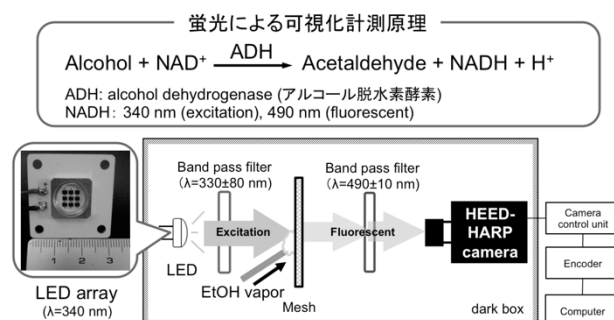 蛍光による可視化計測原理
ADH
Alcohol + NAD⁺ → Acetaldehyde + NADH + H⁺
ADH: alcohol dehydrogenase (アルコール脱水素酵素)
NADH: 340 nm (excitation), 490 nm (fluorescent)
Band pass filter
(λ=330±80 nm)
Band pass filter
(λ=490±10 nm)
1 2 3
LED
Excitation
Fluorescent
HEED-
HARP
camera
Camera
control unit
Encoder
Computer
EtOH vapor
Mesh
dark box
LED array
(λ=340 nm)